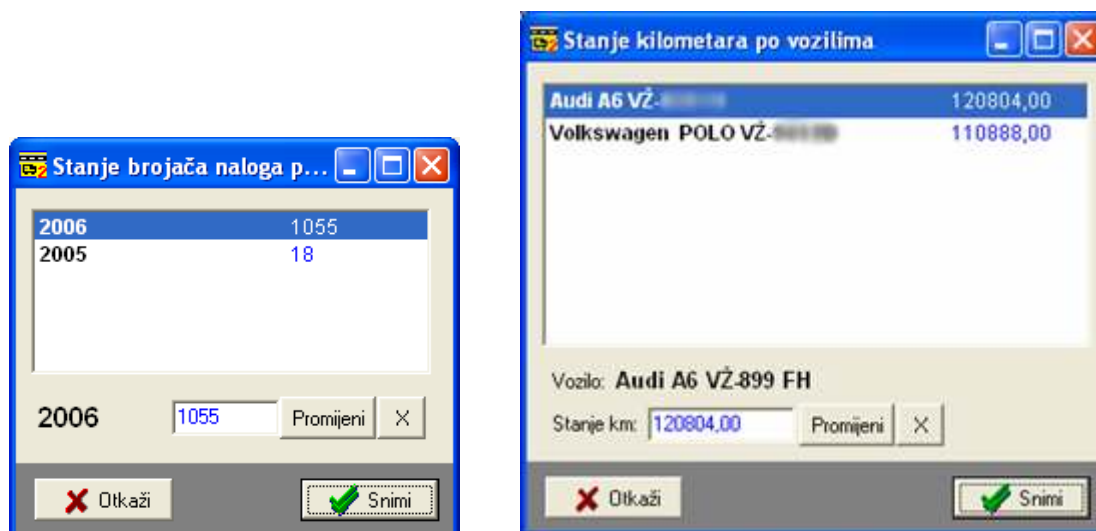 Stanje brojača naloga p...
2006 1055
2005 18
2006 1055 Promijeni X
Otkaži Snimi
Stanje kilometara po vozilima
Audi A6 VŽ- 120804,00
Volkswagen POLO VŽ- 110888,00
Vozilo: Audi A6 VŽ-899 FH
Stanje km: 120804,00 Promijeni X
Otkaži Snimi